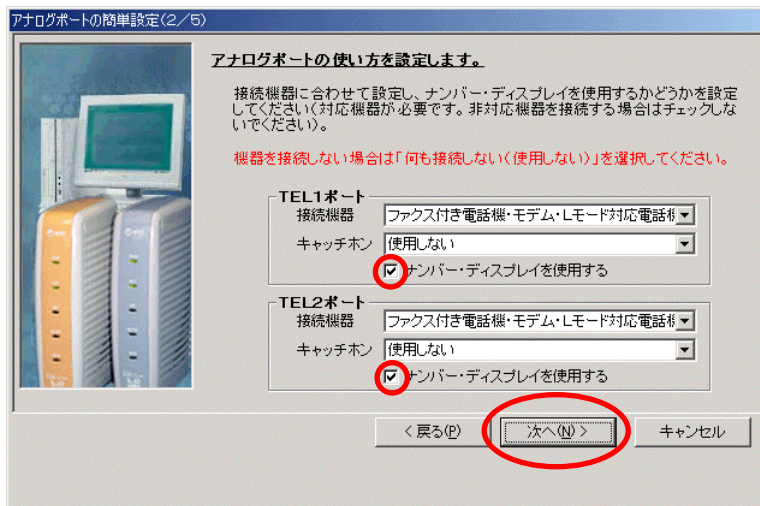 アナログポートの簡単設定(2／5)
アナログポートの使い方を設定します。
接続機器に合わせて設定し、ナンバー・ディスプレイを使用するかどうかを設定
してください(対応機器が必要です。非対応機器を接続する場合はチェックしな
いでください)。
機器を接続しない場合は「何も接続しない(使用しない)」を選択してください。
TEL1ポート
接続機器 ファクス付き電話機・モデム・Lモード対応電話機
キャッチホン 使用しない
ナンバー・ディスプレイを使用する
TEL2ポート
接続機器 ファクス付き電話機・モデム・Lモード対応電話機
キャッチホン 使用しない
ナンバー・ディスプレイを使用する
< 戻る(P) 次へ(N) > キャンセル